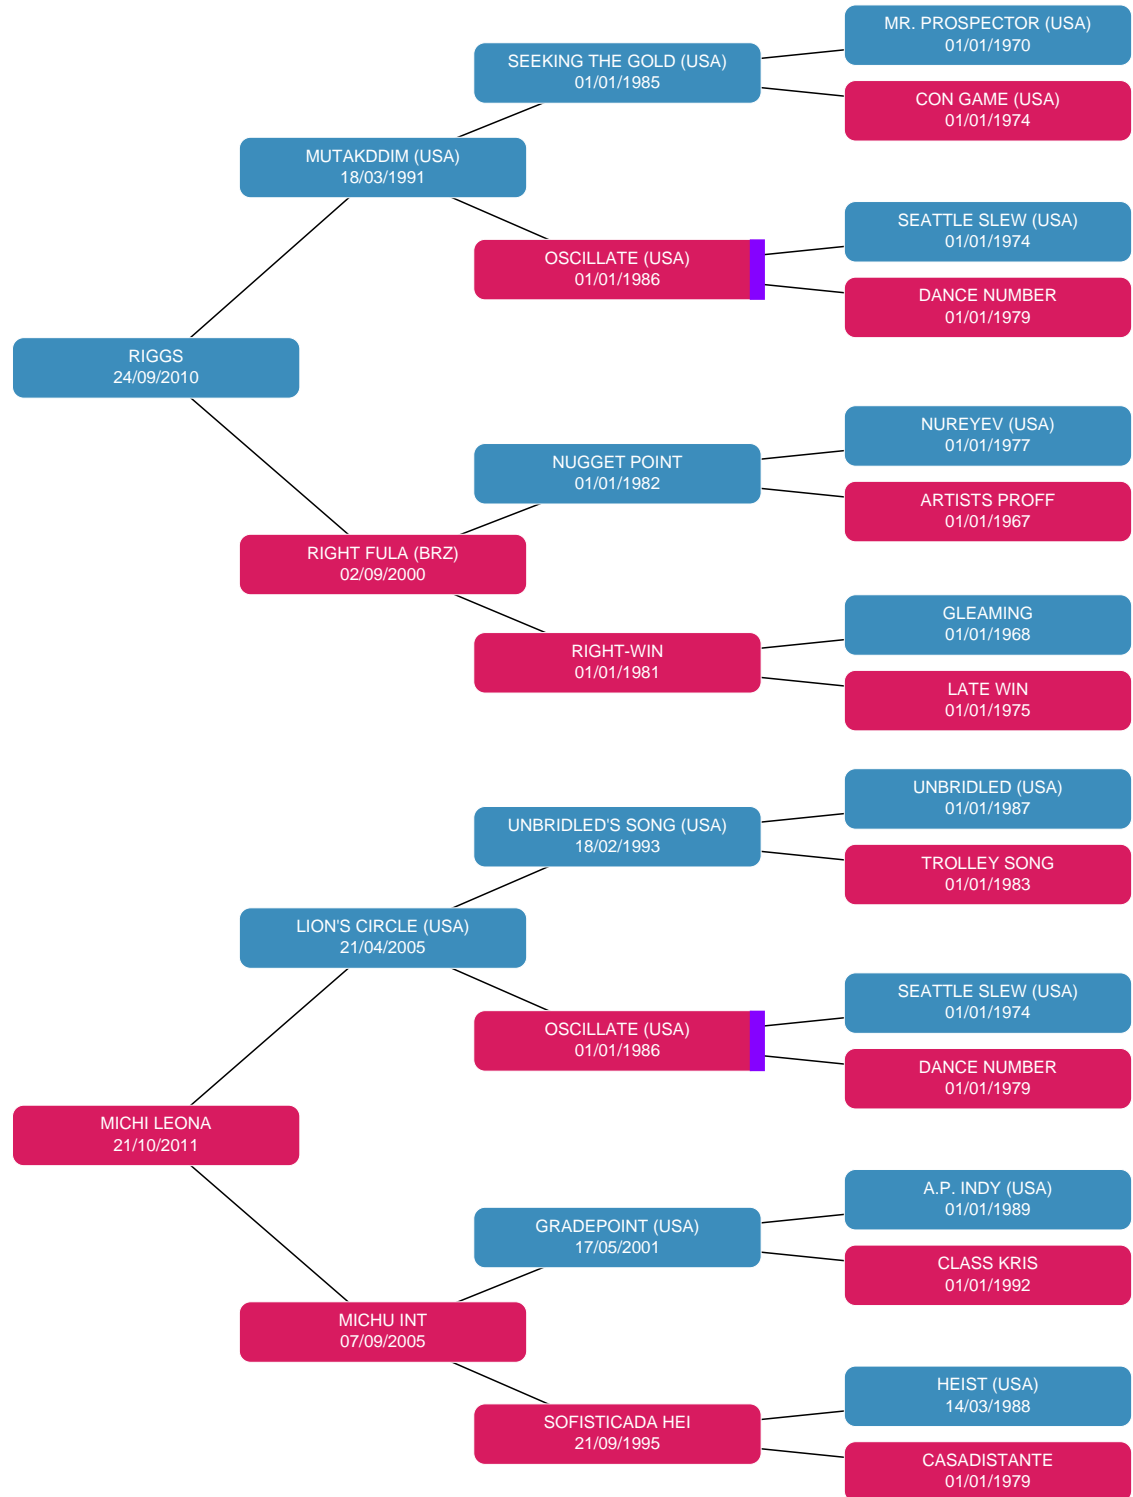 MR. PROSPECTOR (USA)
01/01/1970
SEEKING THE GOLD (USA)
01/01/1985
CON GAME (USA)
01/01/1974
MUTAKDDIM (USA)
18/03/1991
SEATTLE SLEW (USA)
01/01/1974
OSCILLATE (USA)
01/01/1986
DANCE NUMBER
01/01/1979
RIGGS
24/09/2010
NUREYEV (USA)
01/01/1977
NUGGET POINT
01/01/1982
ARTISTS PROFF
01/01/1967
RIGHT FULA (BRZ)
02/09/2000
GLEAMING
01/01/1968
RIGHT-WIN
01/01/1981
LATE WIN
01/01/1975
UNBRIDLED (USA)
01/01/1987
UNBRIDLED'S SONG (USA)
18/02/1993
TROLLEY SONG
01/01/1983
LION'S CIRCLE (USA)
21/04/2005
SEATTLE SLEW (USA)
01/01/1974
OSCILLATE (USA)
01/01/1986
DANCE NUMBER
01/01/1979
MICHI LEONA
21/10/2011
A.P. INDY (USA)
01/01/1989
GRADEPOINT (USA)
17/05/2001
CLASS KRIS
01/01/1992
MICHU INT
07/09/2005
HEIST (USA)
14/03/1988
SOFISTICADA HEI
21/09/1995
CASADISTANTE
01/01/1979